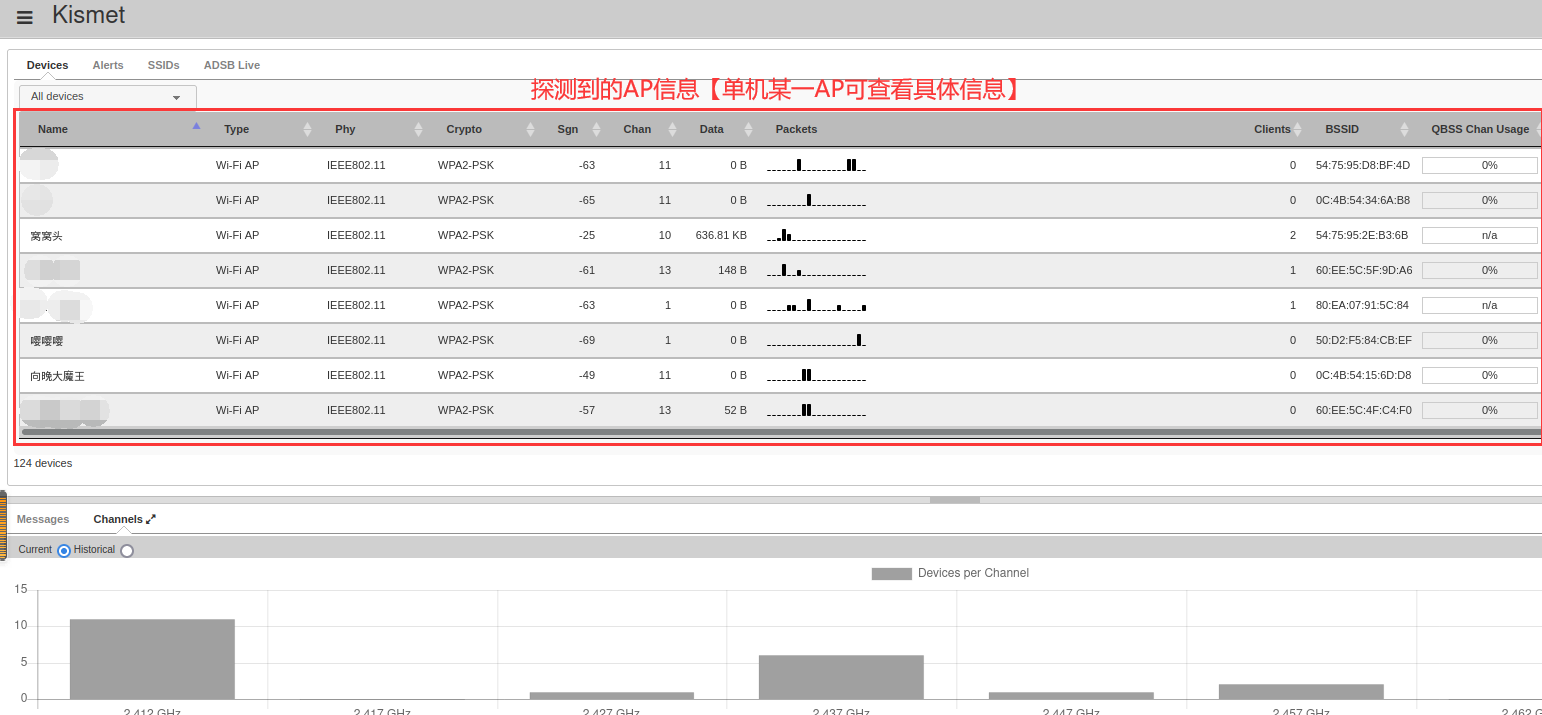 Kismet
Devices Alerts SSIDs ADSB Live
探测到的AP信息【单机某一AP可查看具体信息】
All devices
Name Type Phy Crypto Sgn Chan Data Packets Clients BSSID QBSS Chan Usage
Wi-Fi AP IEEE802.11 WPA2-PSK -63 11 0 B 0 54:75:95:D8:BF:4D 0%
Wi-Fi AP IEEE802.11 WPA2-PSK -65 11 0 B 0 0C:4B:54:34:6A:B8 0%
窝窝头 Wi-Fi AP IEEE802.11 WPA2-PSK -25 10 636.81 KB 2 54:75:95:2E:B3:6B n/a
Wi-Fi AP IEEE802.11 WPA2-PSK -61 13 148 B 1 60:EE:5C:5F:9D:A6 0%
Wi-Fi AP IEEE802.11 WPA2-PSK -63 1 0 B 1 80:EA:07:91:5C:84 n/a
嘤嘤嘤 Wi-Fi AP IEEE802.11 WPA2-PSK -69 1 0 B 0 50:D2:F5:84:CB:EF 0%
向晚大魔王 Wi-Fi AP IEEE802.11 WPA2-PSK -49 11 0 B 0 0C:4B:54:15:6D:D8 0%
Wi-Fi AP IEEE802.11 WPA2-PSK -57 13 52 B 0 60:EE:5C:4F:C4:F0 0%
124 devices
Messages Channels
Current Historical
Devices per Channel
15
10
5
0
2.412 GHz 2.417 GHz 2.427 GHz 2.437 GHz 2.447 GHz 2.457 GHz 2.462 G